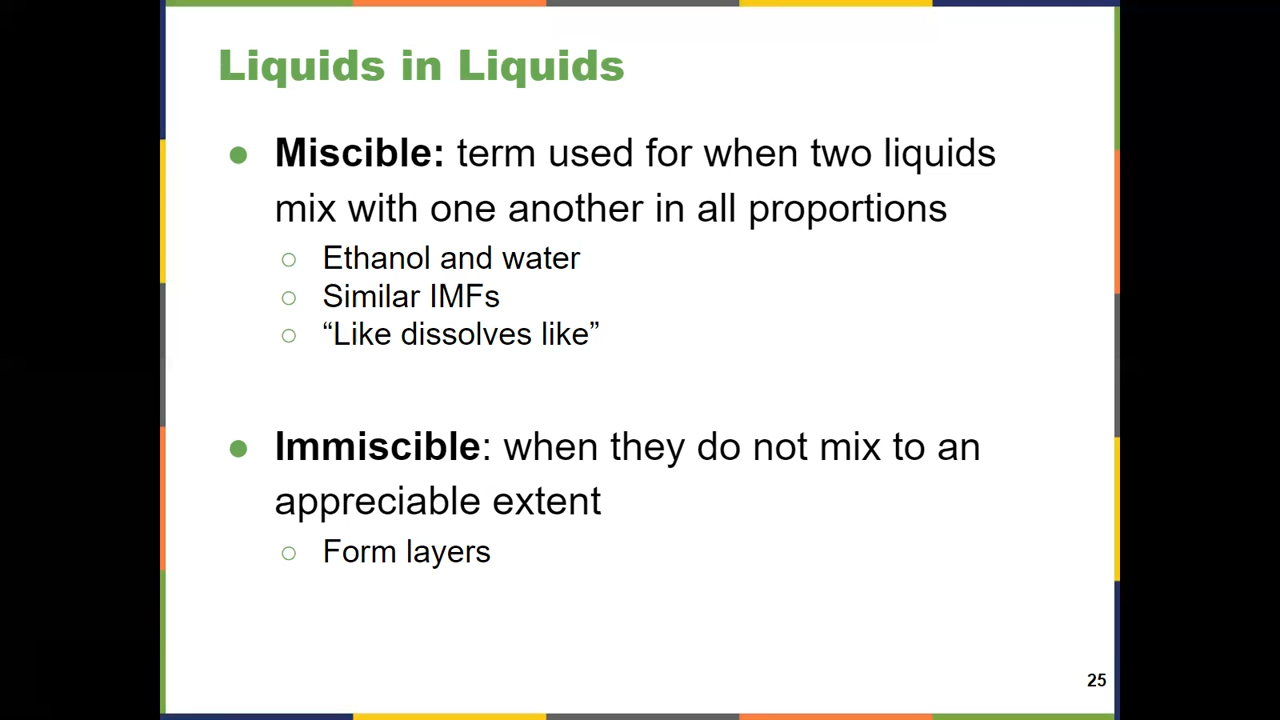 Liquids in Liquids
● Miscible: term used for when two liquids
mix with one another in all proportions
○ Ethanol and water
○ Similar IMFs
○ “Like dissolves like”
● Immiscible: when they do not mix to an
appreciable extent
○ Form layers
25